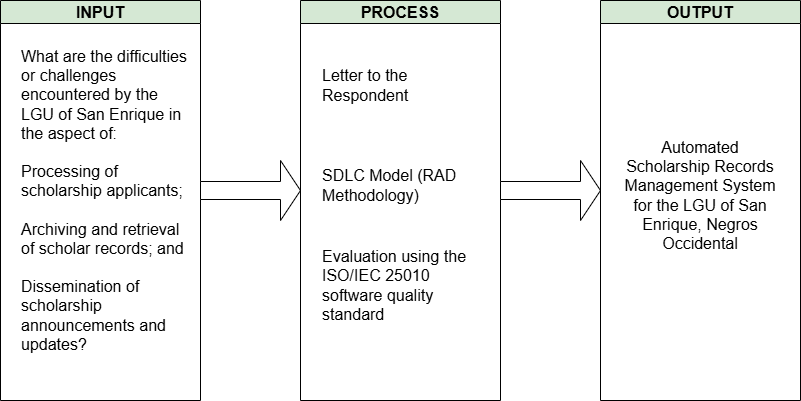 INPUT
What are the difficulties
or challenges
encountered by the
LGU of San Enrique in
the aspect of:
Processing of
scholarship applicants;
Archiving and retrieval
of scholar records; and
Dissemination of
scholarship
announcements and
updates?
PROCESS
Letter to the
Respondent
SDLC Model (RAD
Methodology)
Evaluation using the
ISO/IEC 25010
software quality
standard
OUTPUT
Automated
Scholarship Records
Management System
for the LGU of San
Enrique, Negros
Occidental